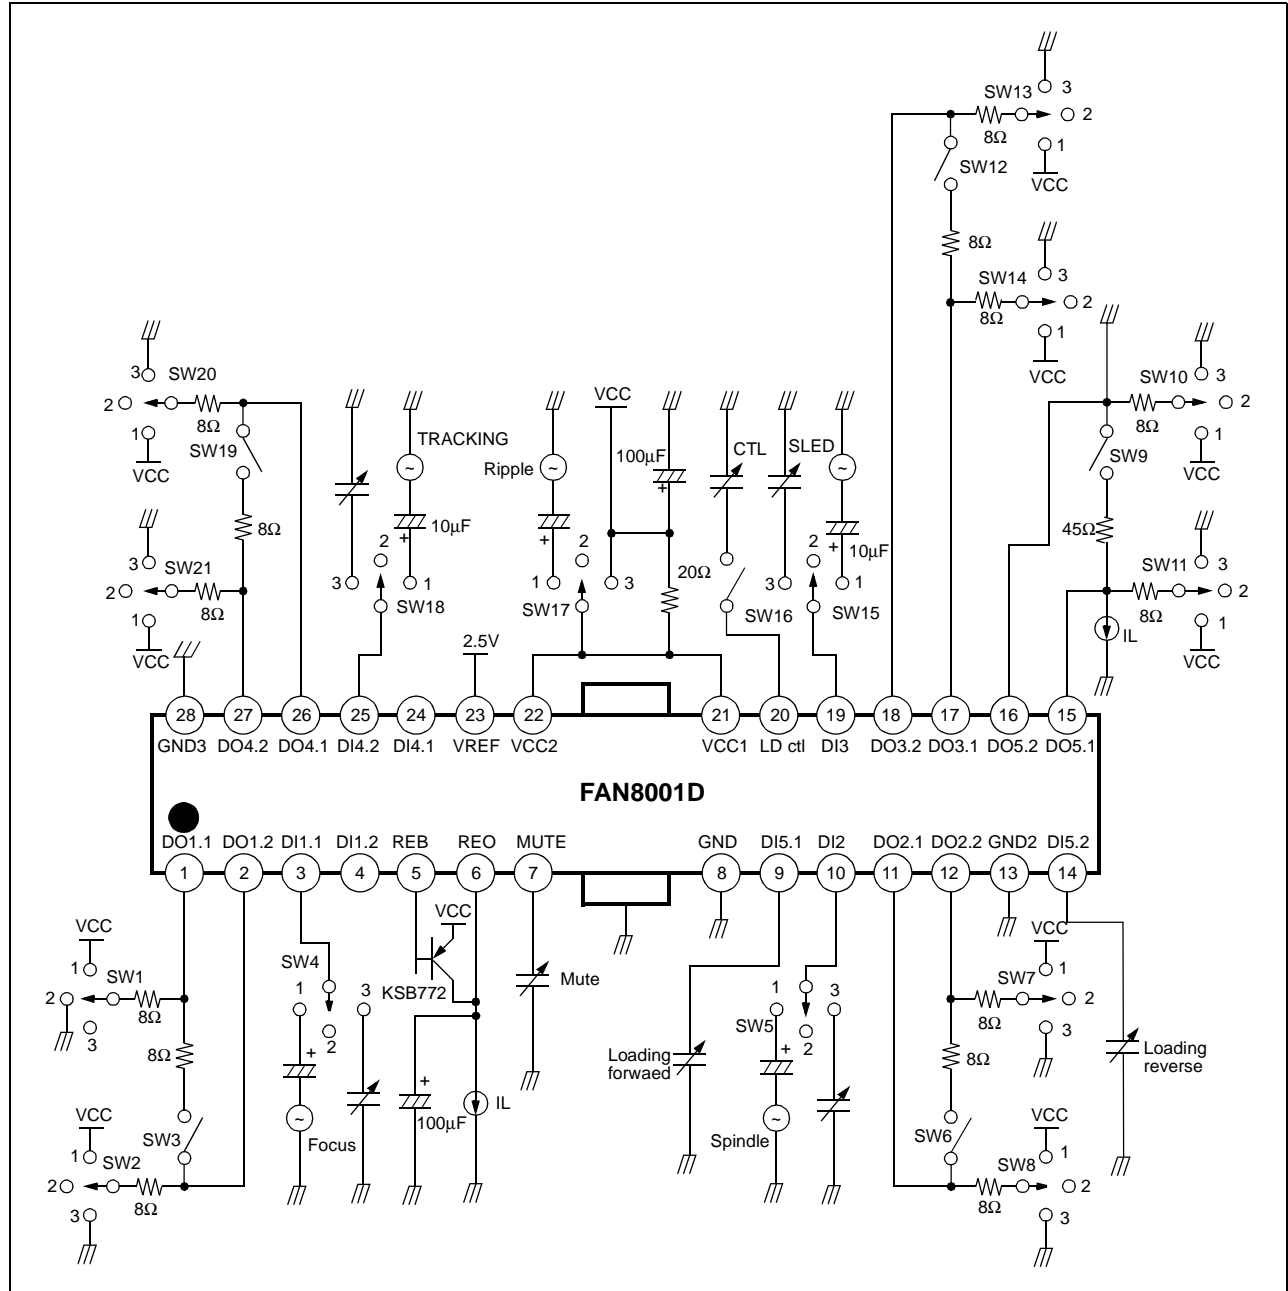 3
SW13
2
8Ω
1
SW12
VCC
8Ω
3
SW14
2
8Ω
1
VCC
3
SW20
2
8Ω
1
SW19
VCC
8Ω
3
SW21
2
8Ω
1
VCC
TRACKING
10µF
2
3
1
SW18
Ripple
VCC
100µF
+
2
1
3
SW17
20Ω
CTL
SLED
SW16
2
3
1
10µF
SW15
3
SW10
2
8Ω
1
SW9
VCC
45Ω
3
SW11
2
8Ω
1
IL
VCC
2.5V
28 27 26 25 24 23 22 21 20 19 18 17 16 15
GND3 DO4.2 DO4.1 DI4.2 DI4.1 VREF VCC2 VCC1 LD ctl DI3 DO3.2 DO3.1 DO5.2 DO5.1
FAN8001D
DO1.1 DO1.2 DI1.1 DI1.2 REB REO MUTE GND DI5.1 DI2 DO2.1 DO2.2 GND2 DI5.2
1 2 3 4 5 6 7 8 9 10 11 12 13 14
VCC
1
SW1
2
8Ω
3
8Ω
VCC
SW3
1
SW2
2
8Ω
3
SW4
1
3
2
+
Focus
VCC
KSB772
+
100µF
IL
Mute
Loading
forwaed
1
3
SW5
2
+
Spindle
VCC
1
SW7
2
8Ω
3
8Ω
VCC
SW6
1
SW8
2
8Ω
3
Loading
reverse